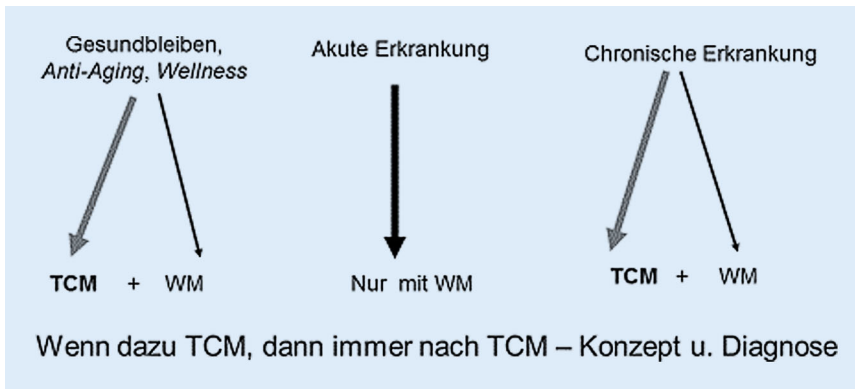 Gesundbleiben,
Anti-Aging, Wellness
Akute Erkrankung
Chronische Erkrankung
TCM + WM
Nur mit WM
TCM + WM
Wenn dazu TCM, dann immer nach TCM – Konzept u. Diagnose